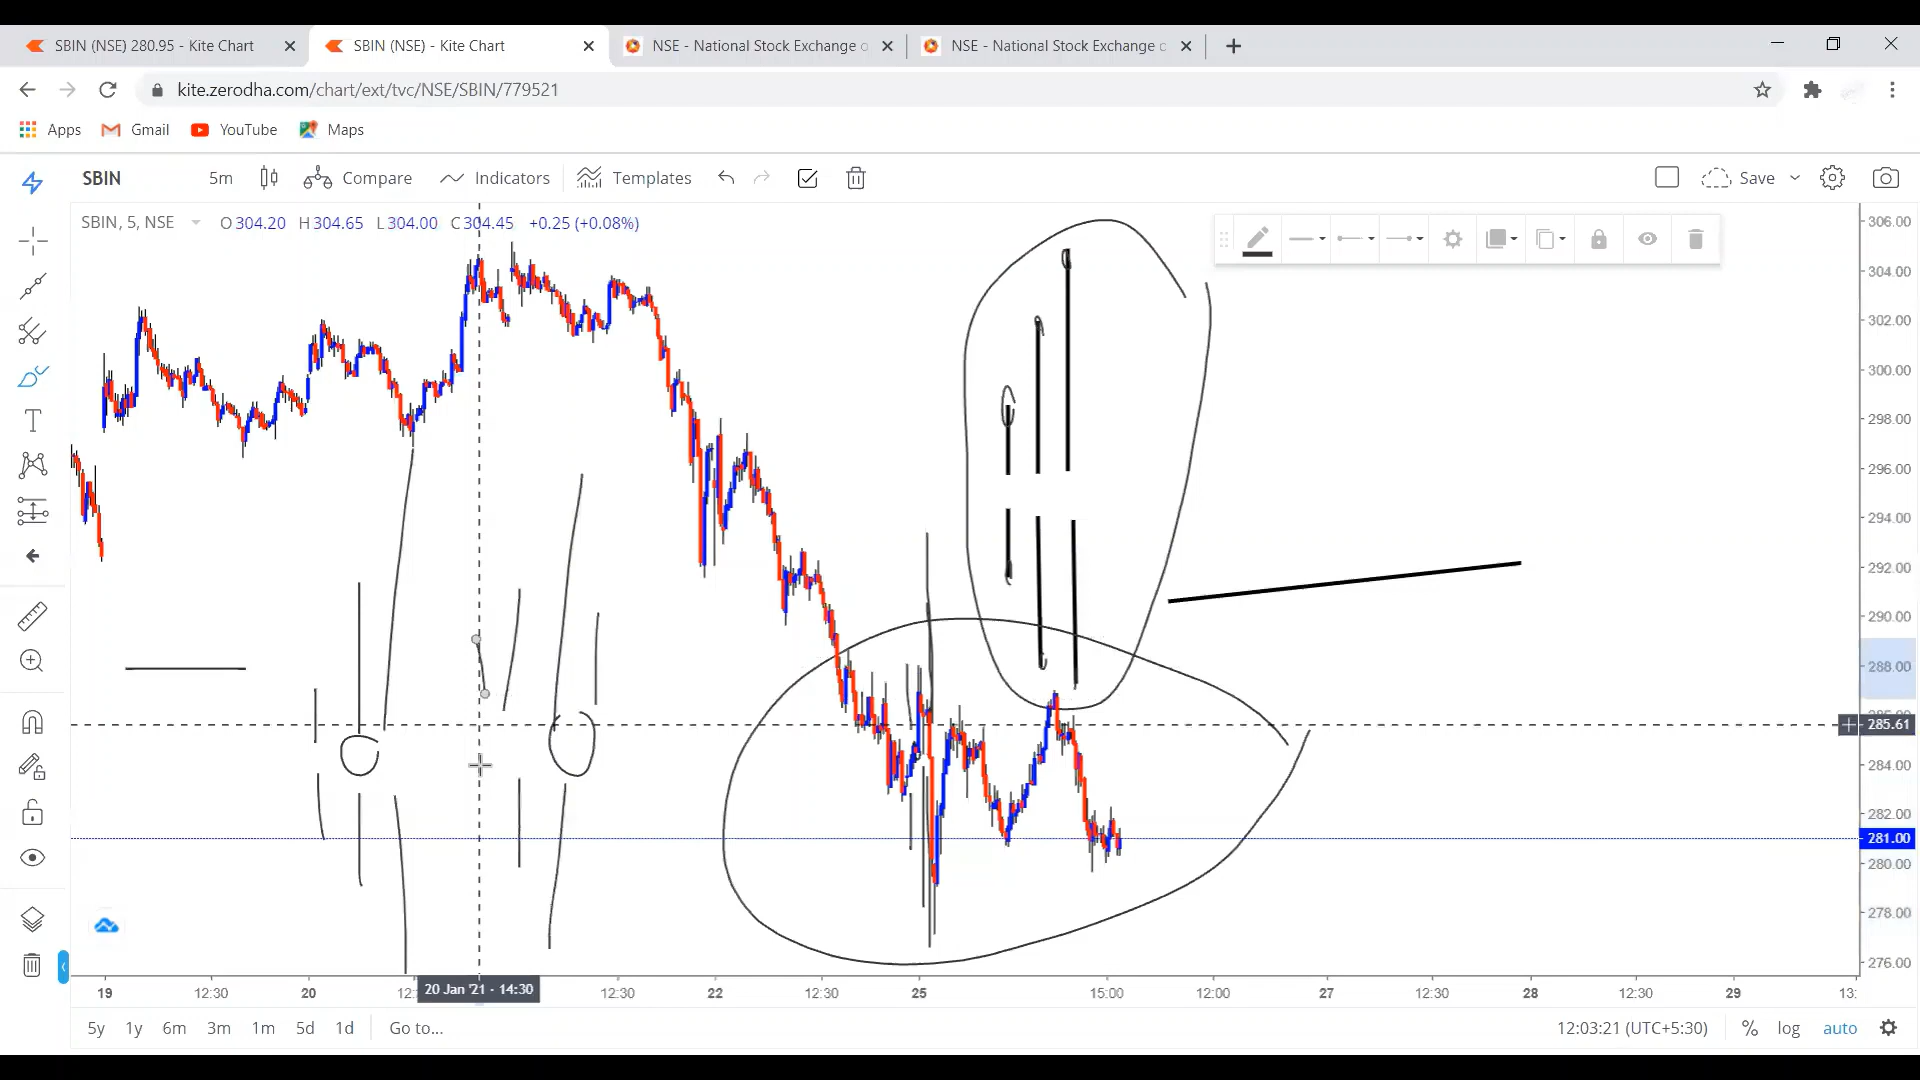 SBIN (NSE) 280.95 - Kite Chart
SBIN (NSE) - Kite Chart
NSE - National Stock Exchange o
NSE - National Stock Exchange o
kite.zerodha.com/chart/ext/tvc/NSE/SBIN/779521
Apps Gmail YouTube Maps
SBIN 5m Compare Indicators Templates Save
SBIN, 5, NSE O304.20 H304.65 L304.00 C304.45 +0.25 (+0.08%)
306.00
304.00
302.00
300.00
298.00
296.00
294.00
292.00
290.00
288.00
285.61
284.00
282.00
281.00
280.00
278.00
276.00
19 12:30 20 20 Jan '21 - 14:30 12:30 22 12:30 25 15:00 12:00 27 12:30 28 12:30 29 13:
5y 1y 6m 3m 1m 5d 1d Go to... 12:03:21 (UTC+5:30) % log auto